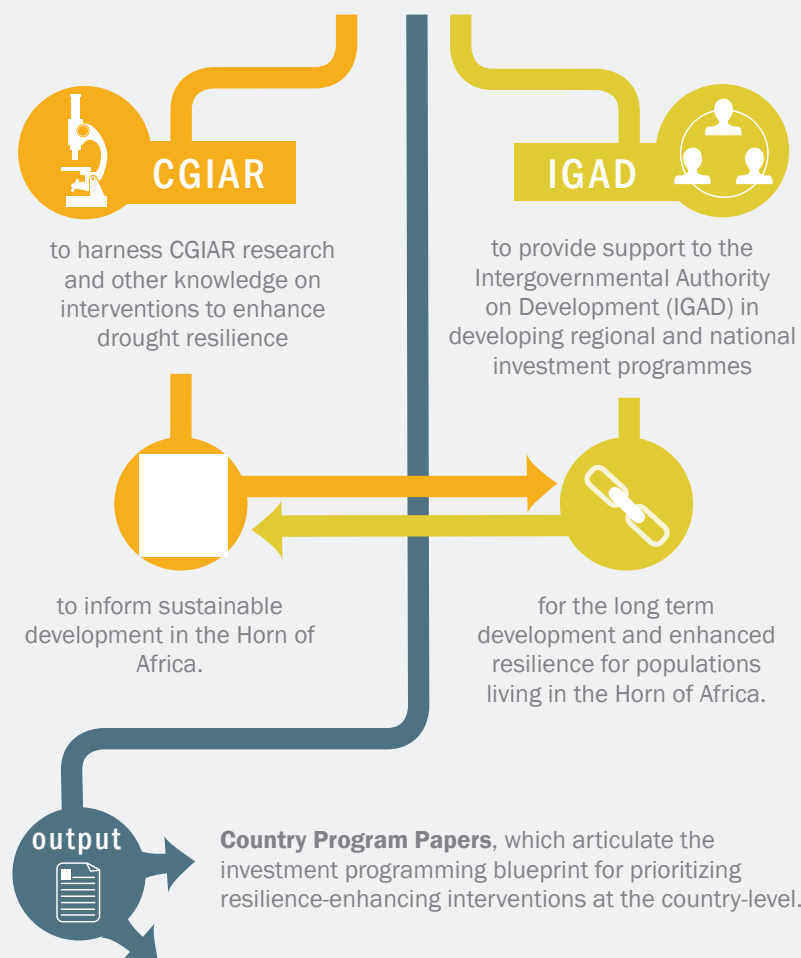 CGIAR
to harness CGIAR research
and other knowledge on
interventions to enhance
drought resilience
IGAD
to provide support to the
Intergovernmental Authority
on Development (IGAD) in
developing regional and national
investment programmes
to inform sustainable
development in the Horn of
Africa.
for the long term
development and enhanced
resilience for populations
living in the Horn of Africa.
output
Country Program Papers, which articulate the
investment programming blueprint for prioritizing
resilience-enhancing interventions at the country-level.